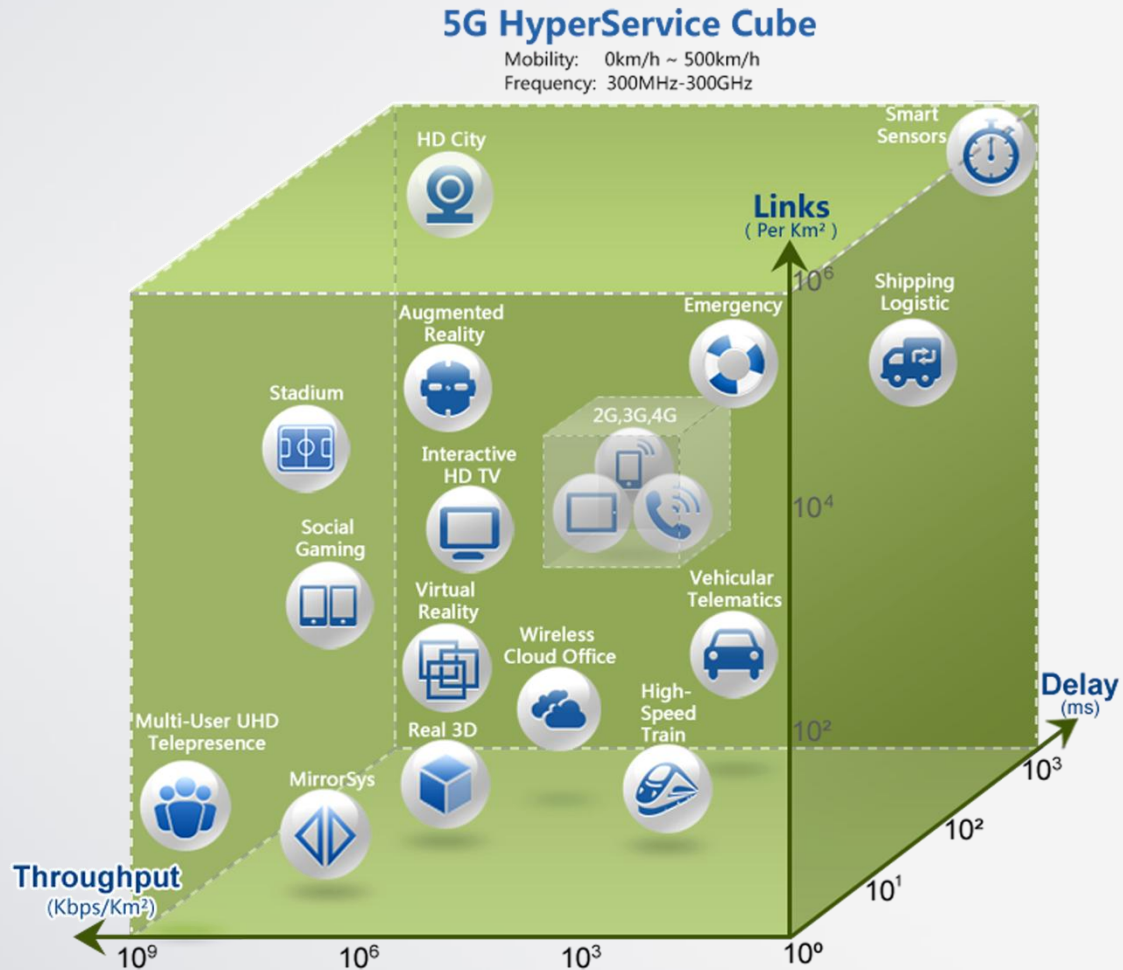 5G HyperService Cube
Mobility: 0km/h ~ 500km/h
Frequency: 300MHz-300GHz
Smart
Sensors
HD City
Links
( Per Km² )
10⁶
Shipping
Logistic
Emergency
Augmented
Reality
Stadium
2G,3G,4G
Interactive
HD TV
10⁴
Social
Gaming
Virtual
Reality
Vehicular
Telematics
Wireless
Cloud Office
High-
Speed
Train
Delay
(ms)
Multi-User UHD
Telepresence
Real 3D
10²
MirrorSys
10³
10²
10¹
Throughput
(Kbps/Km²)
10⁹
10⁶
10³
10⁰